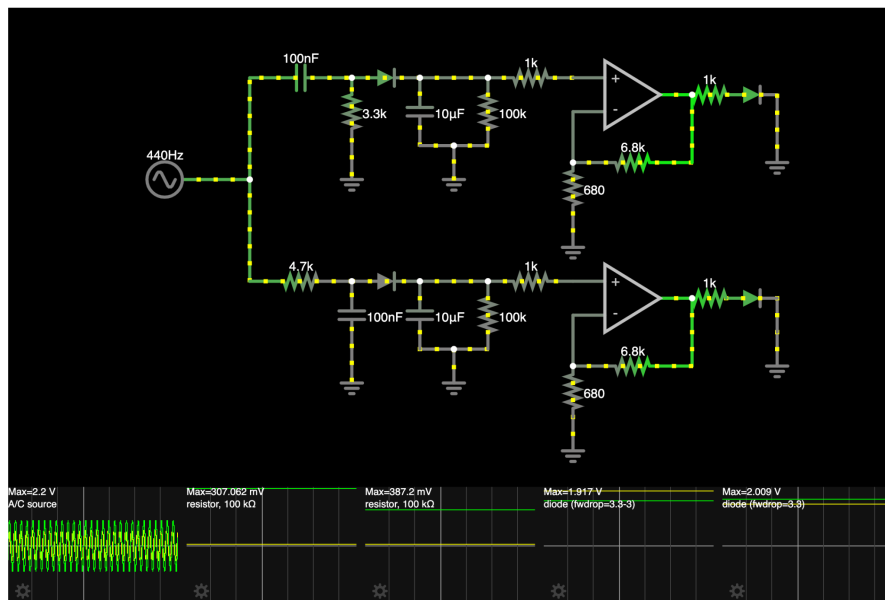 100nF
1k
1k
3.3k
10µF
100k
+
-
6.8k
440Hz
680
4.7k
1k
1k
100nF
10µF
100k
+
-
6.8k
680
Max=2.2 V
A/C source
Max=307.062 mV
resistor, 100 kΩ
Max=387.2 mV
resistor, 100 kΩ
Max=1.917 V
diode (fwdrop=3.3-3)
Max=2.009 V
diode (fwdrop=3.3)